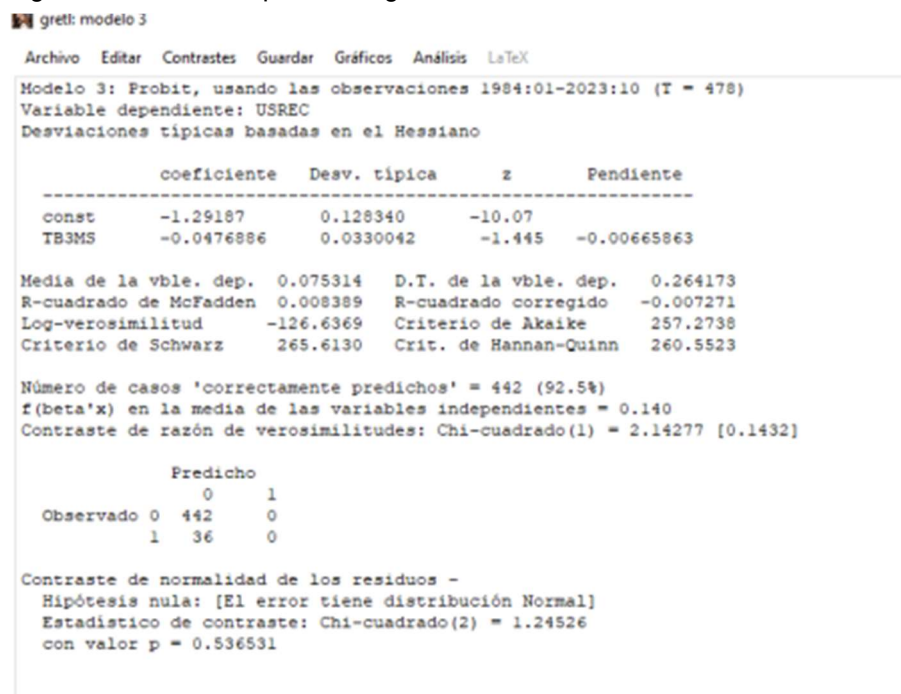 gretl: modelo 3
Archivo Editar Contrastes Guardar Gráficos Análisis LaTeX
Modelo 3: Probit, usando las observaciones 1984:01-2023:10 (T = 478)
Variable dependiente: USREC
Desviaciones típicas basadas en el Hessiano
coeficiente Desv. típica z Pendiente
---------------------------------------------------------------
const -1.29187 0.128340 -10.07
TB3MS -0.0476886 0.0330042 -1.445 -0.00665863
Media de la vble. dep. 0.075314 D.T. de la vble. dep. 0.264173
R-cuadrado de McFadden 0.008389 R-cuadrado corregido -0.007271
Log-verosimilitud -126.6369 Criterio de Akaike 257.2738
Criterio de Schwarz 265.6130 Crit. de Hannan-Quinn 260.5523
Número de casos 'correctamente predichos' = 442 (92.5%)
f(beta'x) en la media de las variables independientes = 0.140
Contraste de razón de verosimilitudes: Chi-cuadrado(1) = 2.14277 [0.1432]
Predicho
0 1
Observado 0 442 0
1 36 0
Contraste de normalidad de los residuos -
Hipótesis nula: [El error tiene distribución Normal]
Estadístico de contraste: Chi-cuadrado(2) = 1.24526
con valor p = 0.536531